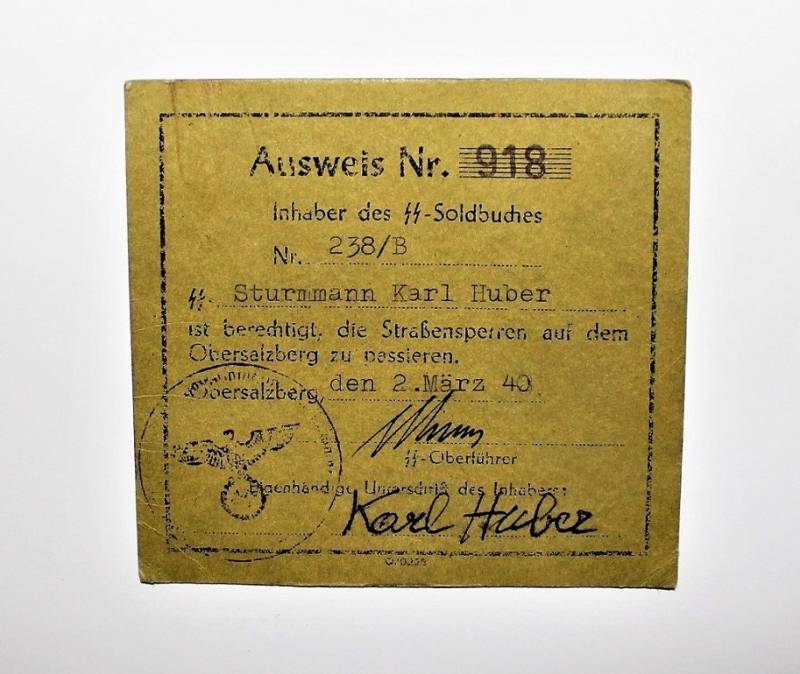 Ausweis Nr. 918
Inhaber des ᛋᛋ-Soldbuches
Nr. 238/B
ᛋᛋ- Sturmmann Karl Huber
ist berechtigt, die Straßensperren auf dem
Obersalzberg zu passieren.
Obersalzberg, den 2.März 40
ᛋᛋ-Oberführer
Eigenhändige Unterschrift des Inhabers:
Karl Huber